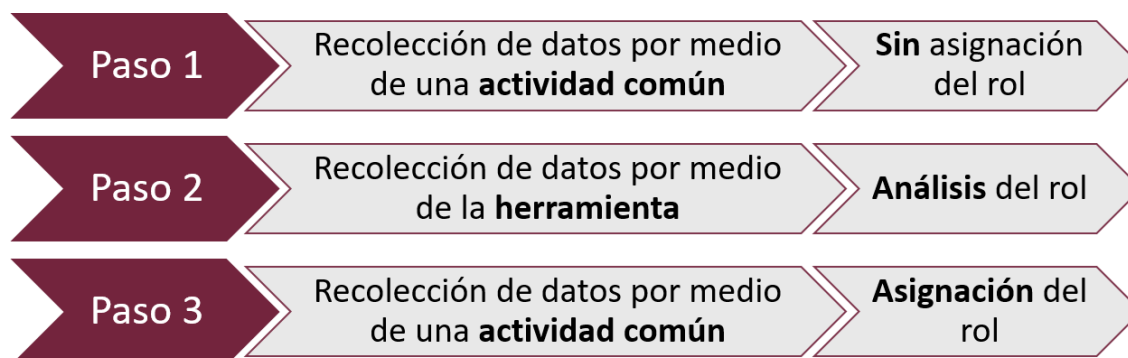 Paso 1
Recolección de datos por medio
de una actividad común
Sin asignación
del rol
Paso 2
Recolección de datos por medio
de la herramienta
Análisis del rol
Paso 3
Recolección de datos por medio
de una actividad común
Asignación del
rol